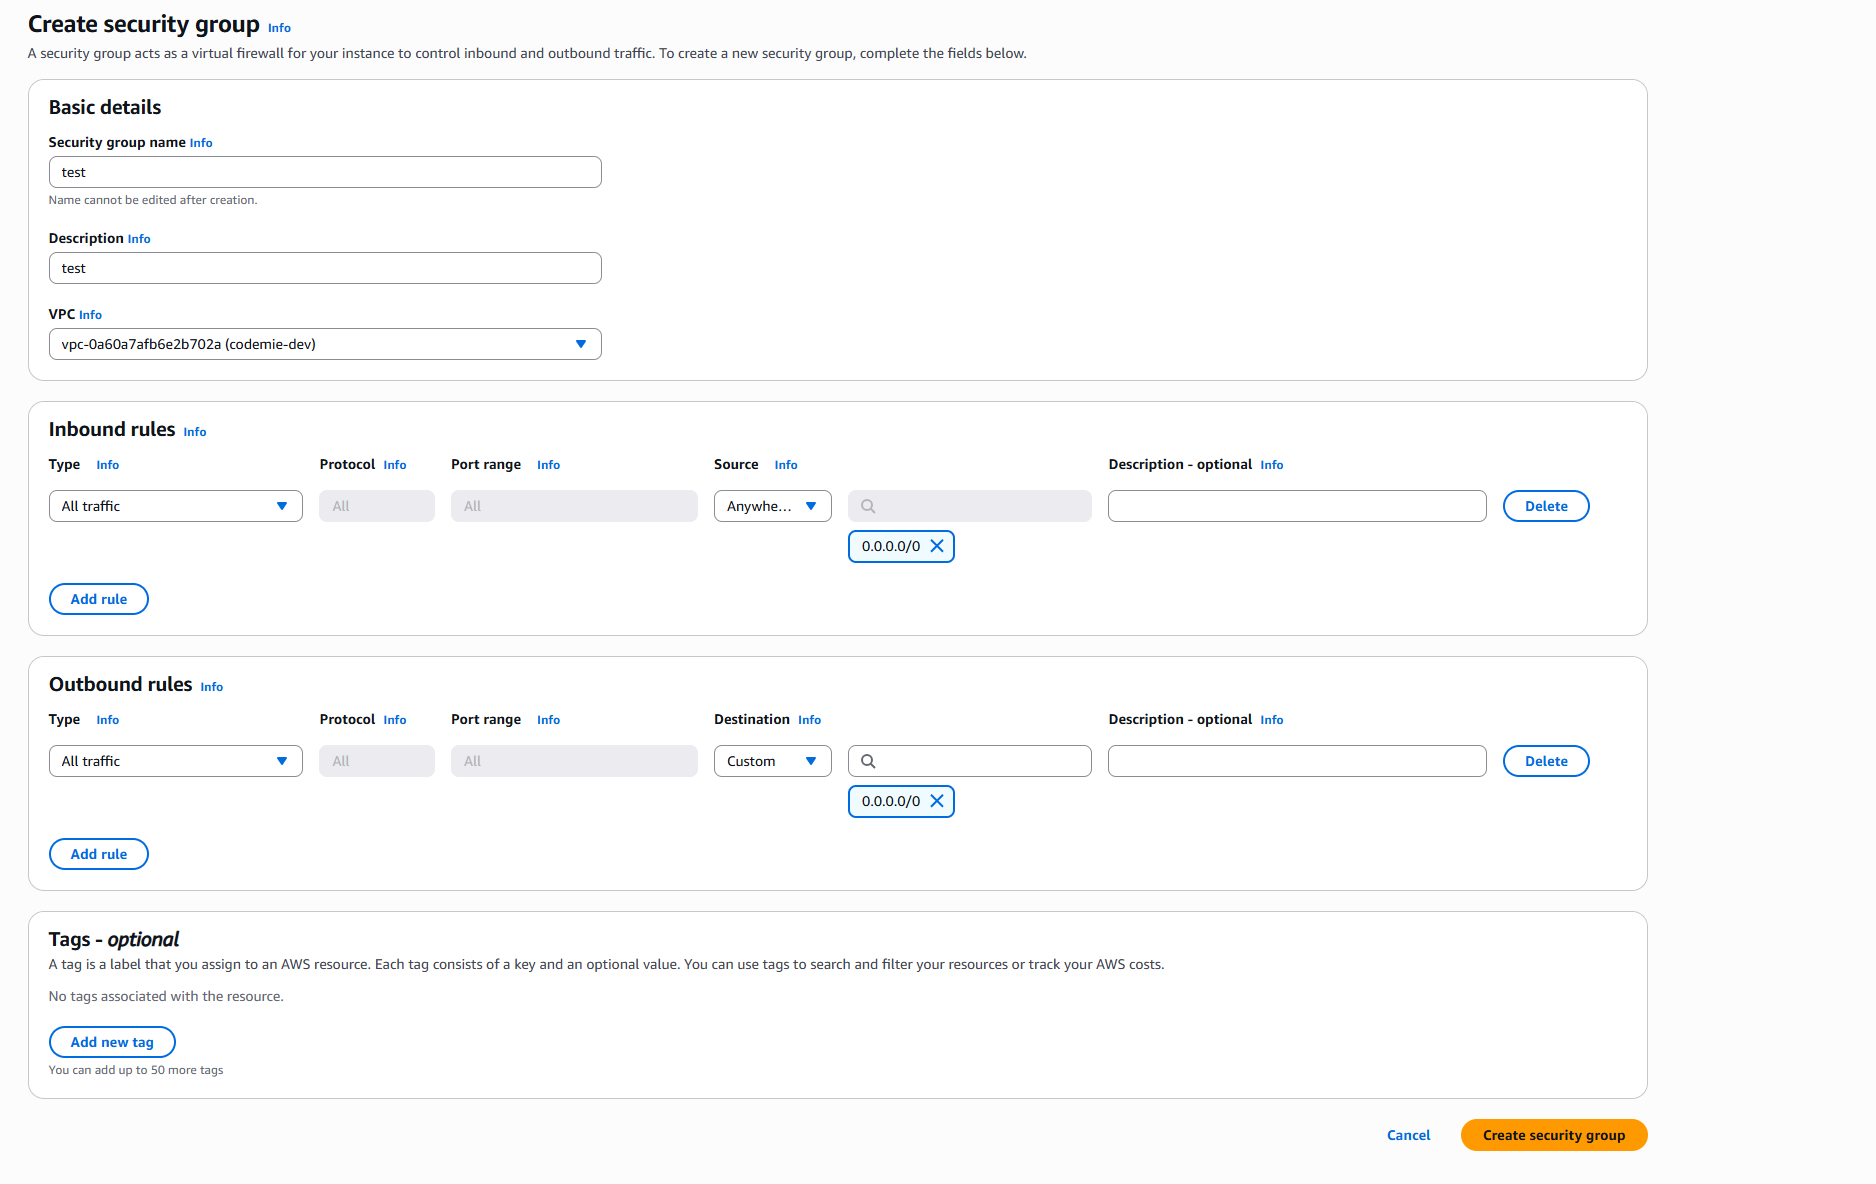 Create security group Info
A security group acts as a virtual firewall for your instance to control inbound and outbound traffic. To create a new security group, complete the fields below.
Basic details
Security group name Info
test
Name cannot be edited after creation.
Description Info
test
VPC Info
vpc-0a60a7afb6e2b702a (codemie-dev)
Inbound rules Info
Type Info Protocol Info Port range Info Source Info Description - optional Info
All traffic All All Anywhe... Delete
0.0.0.0/0
Add rule
Outbound rules Info
Type Info Protocol Info Port range Info Destination Info Description - optional Info
All traffic All All Custom Delete
0.0.0.0/0
Add rule
Tags - optional
A tag is a label that you assign to an AWS resource. Each tag consists of a key and an optional value. You can use tags to search and filter your resources or track your AWS costs.
No tags associated with the resource.
Add new tag
You can add up to 50 more tags
Cancel Create security group